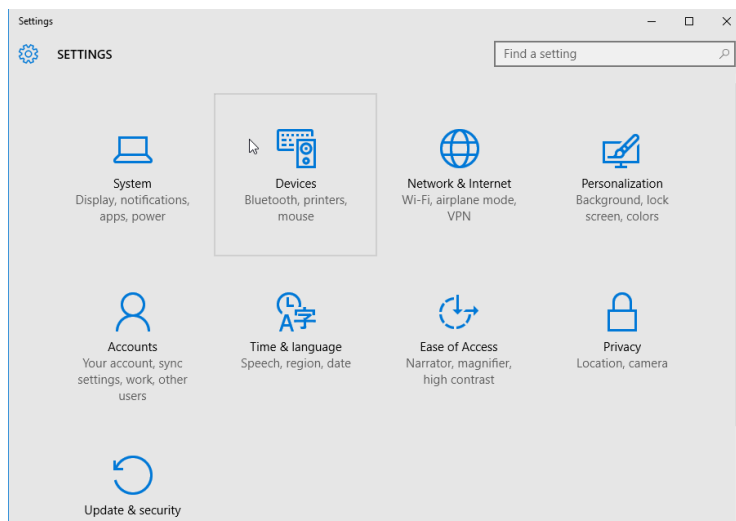 Settings
SETTINGS
Find a setting
System
Display, notifications,
apps, power
Devices
Bluetooth, printers,
mouse
Network & Internet
Wi-Fi, airplane mode,
VPN
Personalization
Background, lock
screen, colors
Accounts
Your account, sync
settings, work, other
users
Time & language
Speech, region, date
Ease of Access
Narrator, magnifier,
high contrast
Privacy
Location, camera
Update & security